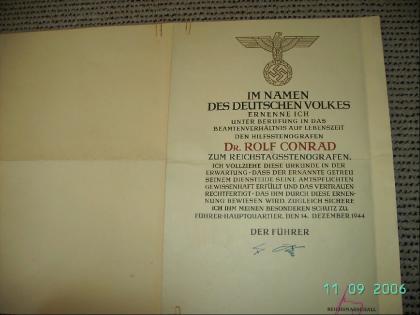 IM NAMEN
DES DEUTSCHEN VOLKES
ERNENNE ICH
UNTER BERUFUNG IN DAS
BEAMTENVERHÄLTNIS AUF LEBENSZEIT
DEN HILFSSTENOGRAFEN
DR. ROLF CONRAD
ZUM REICHSTAGSSTENOGRAFEN.
ICH VOLLZIEHE DIESE URKUNDE IN DER
ERWARTUNG · DASS DER ERNANNTE GETREU
SEINEM DIENSTEIDE SEINE AMTSPFLICHTEN
GEWISSENHAFT ERFÜLLT UND DAS VERTRAUEN
RECHTFERTIGT · DAS IHM DURCH DIESE ERNEN-
NUNG BEWIESEN WIRD. ZUGLEICH SICHERE
ICH IHM MEINEN BESONDEREN SCHUTZ ZU.
FÜHRER-HAUPTQUARTIER, DEN 14. DEZEMBER 1944
DER FÜHRER
REICHSMARSCHALL
11 09 2006